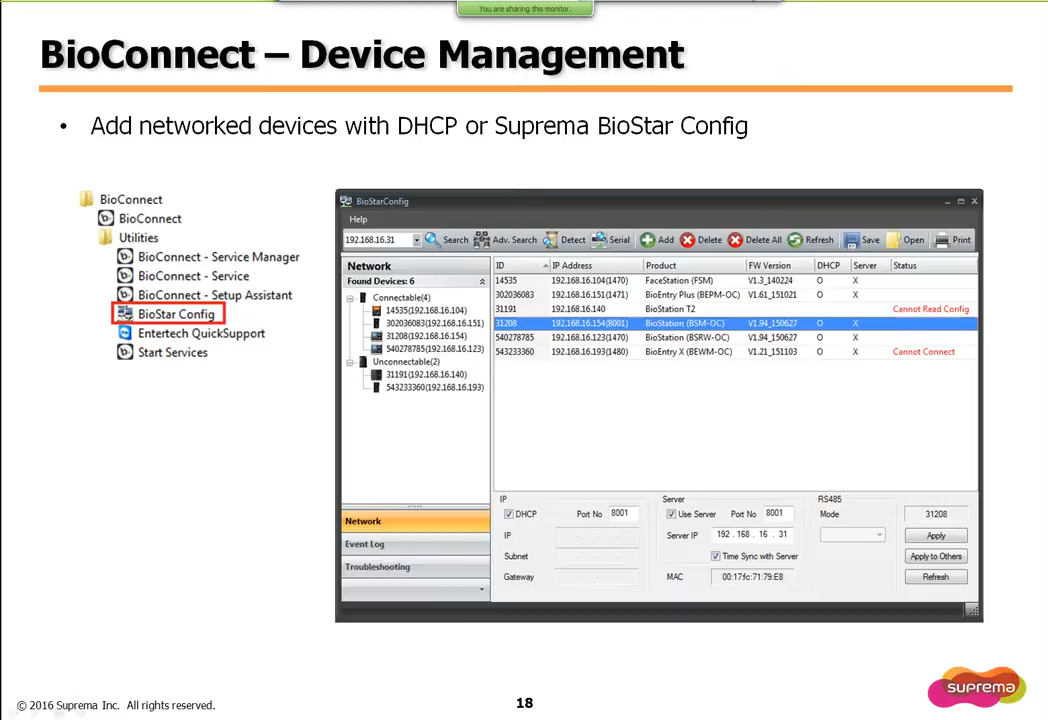 You are sharing this monitor.
BioConnect – Device Management
• Add networked devices with DHCP or Suprema BioStar Config
BioConnect
BioConnect
Utilities
BioConnect - Service Manager
BioConnect - Service
BioConnect - Setup Assistant
BioStar Config
Entertech QuickSupport
Start Services
BioStarConfig
Help
192.168.16.31 Search Adv. Search Detect Serial Add Delete Delete All Refresh Save Open Print
Network
Found Devices: 6
Connectable(4)
14535(192.168.16.104)
302036083(192.168.16.151)
31208(192.168.16.154)
540278785(192.168.16.123)
Unconnectable(2)
31191(192.168.16.140)
543233360(192.168.16.193)
Network
Event Log
Troubleshooting
ID IP Address Product FW Version DHCP Server Status
14535 192.168.16.104(1470) FaceStation (FSM) V1.3_140224 O X
302036083 192.168.16.151(1471) BioEntry Plus (BEPM-OC) V1.61_151021 O X
31191 192.168.16.140 BioStation T2 Cannot Read Config
31208 192.168.16.154(8001) BioStation (BSM-OC) V1.94_150627 O X
540278785 192.168.16.123(1470) BioStation (BSRW-OC) V1.94_150627 O X
543233360 192.168.16.193(1480) BioEntry X (BEWM-OC) V1.21_151103 O X Cannot Connect
IP
DHCP Port No 8001
IP
Subnet
Gateway
Server
Use Server Port No 8001
Server IP 192 . 168 . 16 . 31
Time Sync with Server
MAC 00:17fc:71:79:E8
RS485
Mode
31208
Apply
Apply to Others
Refresh
© 2016 Suprema Inc. All rights reserved.
18
suprema